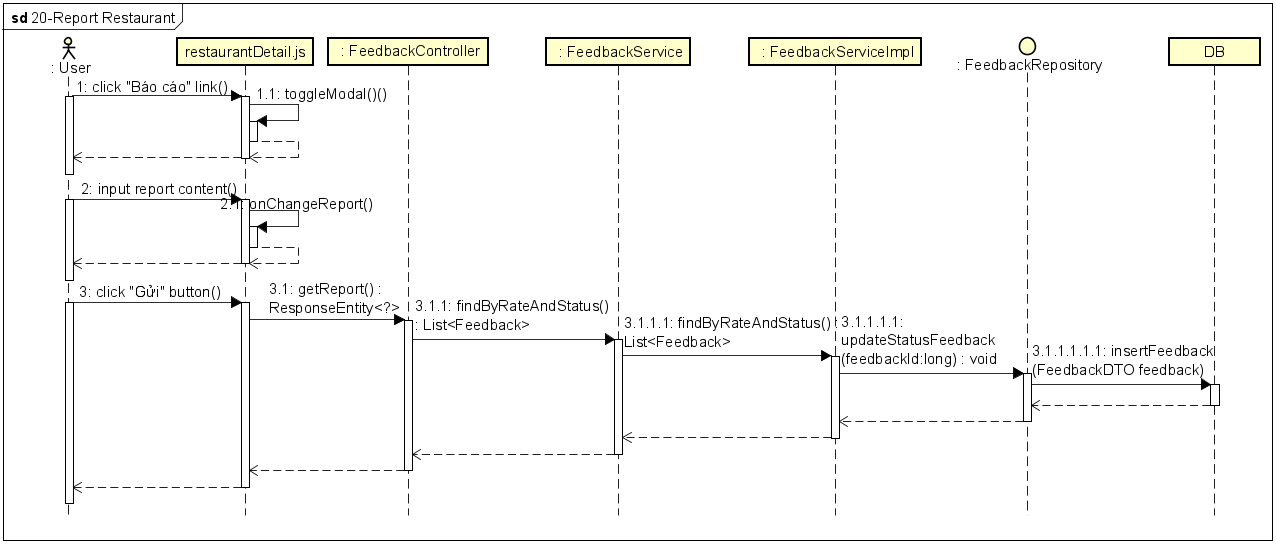 sd 20-Report Restaurant
: User
restaurantDetail.js
: FeedbackController
: FeedbackService
: FeedbackServiceImpl
: FeedbackRepository
DB
1: click "Báo cáo" link()
1.1: toggleModal()()
2: input report content()
2.1: onChangeReport()
3: click "Gửi" button()
3.1: getReport() :
ResponseEntity<?>
3.1.1: findByRateAndStatus()
: List<Feedback>
3.1.1.1: findByRateAndStatus() :
List<Feedback>
3.1.1.1.1:
updateStatusFeedback
(feedbackId:long) : void
3.1.1.1.1.1: insertFeedback
(FeedbackDTO feedback)